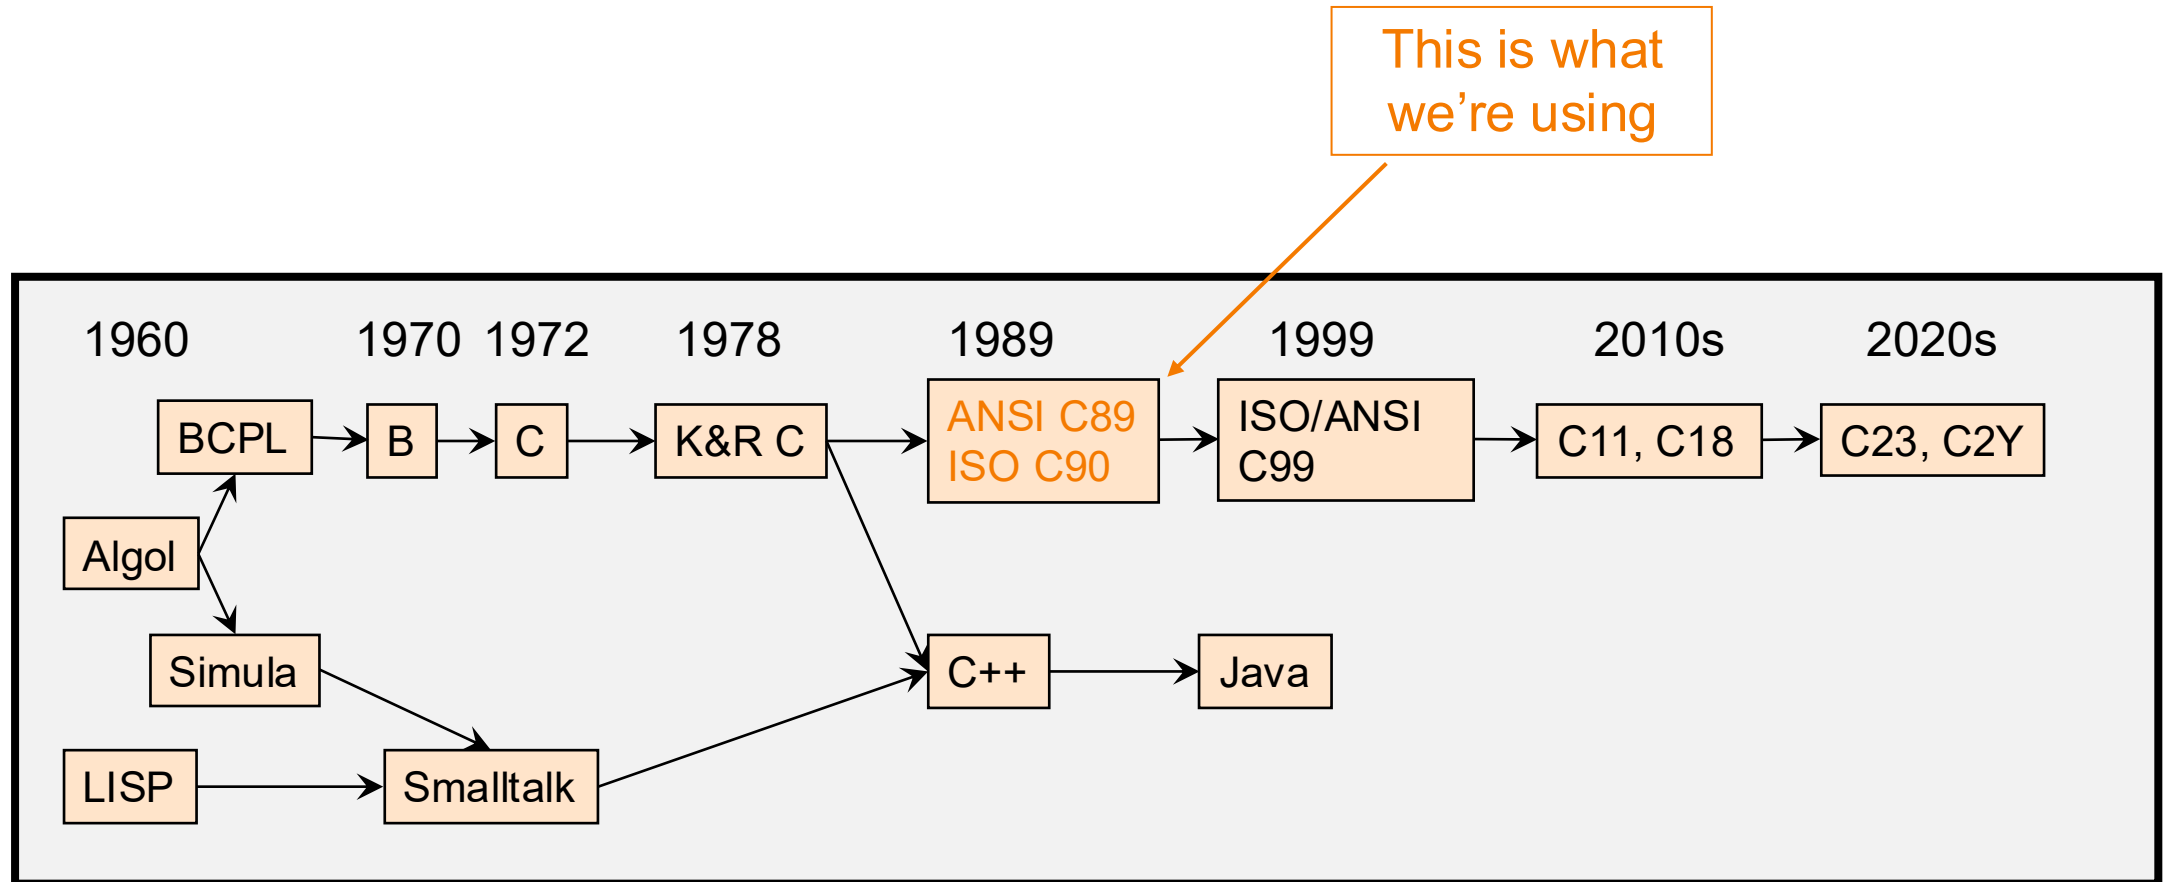 This is what
we’re using
1960
1970
1972
1978
1989
1999
2010s
2020s
BCPL
B
C
K&R C
ANSI C89
ISO C90
ISO/ANSI
C99
C11, C18
C23, C2Y
Algol
Simula
C++
Java
LISP
Smalltalk